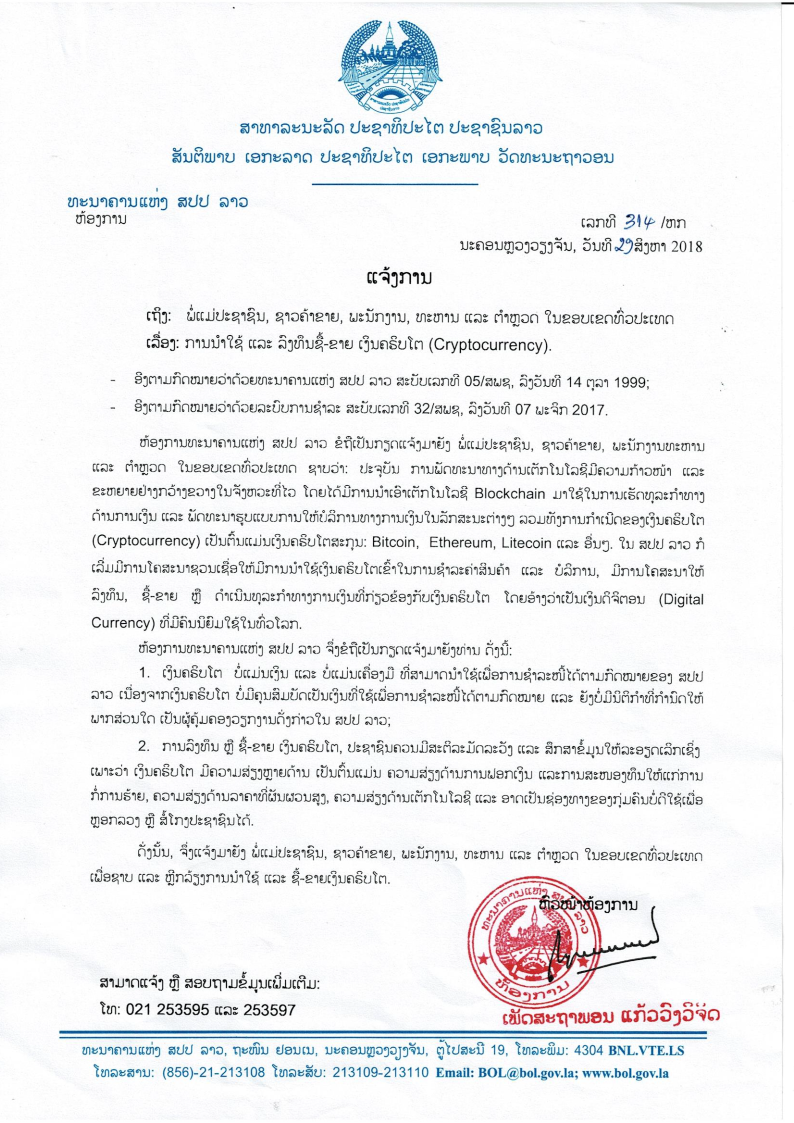 ສາທາລະນະລັດ ປະຊາທິປະໄຕ ປະຊາຊົນລາວ
ສັນຕິພາບ ເອກະລາດ ປະຊາທິປະໄຕ ເອກະພາບ ວັດທະນະຖາວອນ
ທະນາຄານແຫ່ງ ສປປ ລາວ
ຫ້ອງການ
ເລກທີ 314 /ຫກ
ນະຄອນຫຼວງວຽງຈັນ, ວັນທີ 29 ສິງຫາ 2018
ແຈ້ງການ
ເຖິງ: ພໍ່ແມ່ປະຊາຊົນ, ຊາວຄ້າຂາຍ, ພະນັກງານ, ທະຫານ ແລະ ຕຳຫຼວດ ໃນຂອບເຂດທົ່ວປະເທດ
ເລື່ອງ: ການນຳໃຊ້ ແລະ ລົງທຶນຊື້-ຂາຍ ເງິນຄຣິບໂຕ (Cryptocurrency).
- ອີງຕາມກົດໝາຍວ່າດ້ວຍທະນາຄານແຫ່ງ ສປປ ລາວ ສະບັບເລກທີ 05/ສພຊ, ລົງວັນທີ 14 ຕຸລາ 1999;
- ອີງຕາມກົດໝາຍວ່າດ້ວຍລະບົບການຊຳລະ ສະບັບເລກທີ 32/ສພຊ, ລົງວັນທີ 07 ພະຈິກ 2017.
ຫ້ອງການທະນາຄານແຫ່ງ ສປປ ລາວ ຂໍຖືເປັນກຽດແຈ້ງມາຍັງ ພໍ່ແມ່ປະຊາຊົນ, ຊາວຄ້າຂາຍ, ພະນັກງານທະຫານ
ແລະ ຕຳຫຼວດ ໃນຂອບເຂດທົ່ວປະເທດ ຊາບວ່າ: ປະຈຸບັນ ການພັດທະນາທາງດ້ານເຕັກໂນໂລຊີມີຄວາມກ້າວໜ້າ ແລະ
ຂະຫຍາຍຢ່າງກວ້າງຂວາງໃນຈັງຫວະທີ່ໄວ ໂດຍໄດ້ມີການນຳເອົາເຕັກໂນໂລຊີ Blockchain ມາໃຊ້ໃນການເຮັດທຸລະກຳທາງ
ດ້ານການເງິນ ແລະ ພັດທະນາຮູບແບບການໃຫ້ບໍລິການທາງການເງິນໃນລັກສະນະຕ່າງໆ ລວມທັງການກຳເນີດຂອງເງິນຄຣິບໂຕ
(Cryptocurrency) ເປັນຕົ້ນແມ່ນເງິນຄຣິບໂຕສະກຸນ: Bitcoin, Ethereum, Litecoin ແລະ ອື່ນໆ. ໃນ ສປປ ລາວ ກໍ
ເລີ່ມມີການໂຄສະນາຊວນເຊື່ອໃຫ້ມີການນຳໃຊ້ເງິນຄຣິບໂຕເຂົ້າໃນການຊຳລະຄ່າສິນຄ້າ ແລະ ບໍລິການ, ມີການໂຄສະນາໃຫ້
ລົງທຶນ, ຊື້-ຂາຍ ຫຼື ດຳເນີນທຸລະກຳທາງການເງິນທີ່ກ່ຽວຂ້ອງກັບເງິນຄຣິບໂຕ ໂດຍອ້າງວ່າເປັນເງິນດິຈິຕອນ (Digital
Currency) ທີ່ມີຄົນນິຍົມໃຊ້ໃນທົ່ວໂລກ.
ຫ້ອງການທະນາຄານແຫ່ງ ສປປ ລາວ ຈຶ່ງຂໍຖືເປັນກຽດແຈ້ງມາຍັງທ່ານ ດັ່ງນີ້:
1. ເງິນຄຣິບໂຕ ບໍ່ແມ່ນເງິນ ແລະ ບໍ່ແມ່ນເຄື່ອງມື ທີ່ສາມາດນຳໃຊ້ເພື່ອການຊຳລະໜີ້ໄດ້ຕາມກົດໝາຍຂອງ ສປປ
ລາວ ເນື່ອງຈາກເງິນຄຣິບໂຕ ບໍ່ມີຄຸນສົມບັດເປັນເງິນທີ່ໃຊ້ເພື່ອການຊຳລະໜີ້ໄດ້ຕາມກົດໝາຍ ແລະ ຍັງບໍ່ມີນິຕິກຳທີ່ກຳນົດໃຫ້
ພາກສ່ວນໃດ ເປັນຜູ້ຄຸ້ມຄອງວຽກງານດັ່ງກ່າວໃນ ສປປ ລາວ;
2. ການລົງທຶນ ຫຼື ຊື້-ຂາຍ ເງິນຄຣິບໂຕ, ປະຊາຊົນຄວນມີສະຕິລະມັດລະວັງ ແລະ ສຶກສາຂໍ້ມູນໃຫ້ລະອຽດເລິກເຊິ່ງ
ເພາະວ່າ ເງິນຄຣິບໂຕ ມີຄວາມສ່ຽງຫຼາຍດ້ານ ເປັນຕົ້ນແມ່ນ ຄວາມສ່ຽງດ້ານການຟອກເງິນ ແລະການສະໜອງທຶນໃຫ້ແກ່ການ
ກໍ່ການຮ້າຍ, ຄວາມສ່ຽງດ້ານລາຄາທີ່ຜັນຜວນສູງ, ຄວາມສ່ຽງດ້ານເຕັກໂນໂລຊີ ແລະ ອາດເປັນຊ່ອງທາງຂອງກຸ່ມຄົນບໍ່ດີໃຊ້ເພື່ອ
ຫຼອກລວງ ຫຼື ສໍ້ໂກງປະຊາຊົນໄດ້.
ດັ່ງນັ້ນ, ຈຶ່ງແຈ້ງມາຍັງ ພໍ່ແມ່ປະຊາຊົນ, ຊາວຄ້າຂາຍ, ພະນັກງານ, ທະຫານ ແລະ ຕຳຫຼວດ ໃນຂອບເຂດທົ່ວປະເທດ
ເພື່ອຊາບ ແລະ ຫຼີກລ້ຽງການນຳໃຊ້ ແລະ ຊື້-ຂາຍເງິນຄຣິບໂຕ.
ຫົວໜ້າຫ້ອງການ
ທະນາຄານແຫ່ງ ສປປ ລາວ
ຫ້ອງການ
ສາມາດແຈ້ງ ຫຼື ສອບຖາມຂໍ້ມູນເພີ່ມເຕີມ:
ໂທ: 021 253595 ແລະ 253597
ເພັດສະຖາພອນ ແກ້ວວົງວິຈິດ
ທະນາຄານແຫ່ງ ສປປ ລາວ, ຖະໜົນ ຢອນເນ, ນະຄອນຫຼວງວຽງຈັນ, ຕູ້ໄປສະນີ 19, ໂທລະພິມ: 4304 BNL.VTE.LS
ໂທລະສານ: (856)-21-213108 ໂທລະສັບ: 213109-213110 Email: BOL@bol.gov.la; www.bol.gov.la